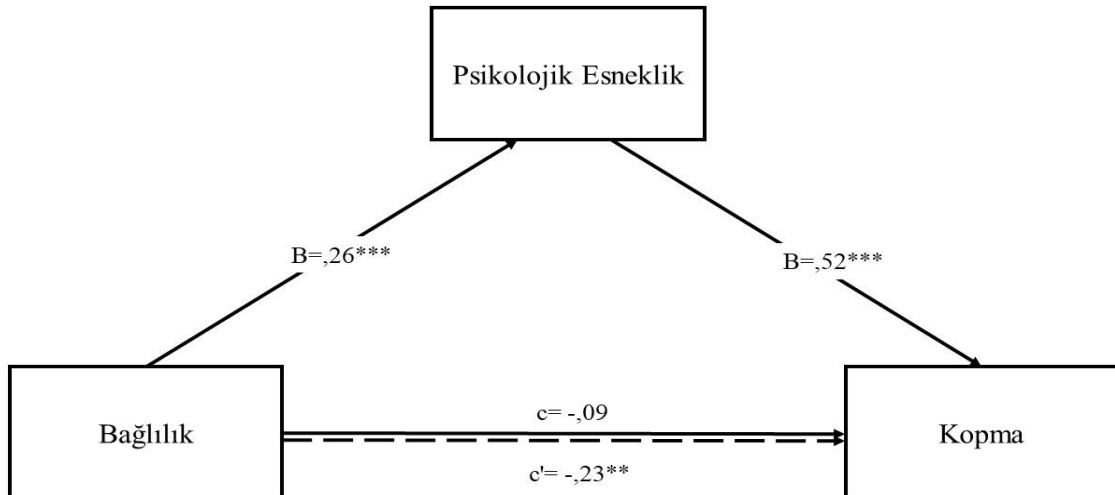 Psikolojik Esneklik
B=,26***
B=,52***
Bağlılık
c= -,09
Kopma
c'= -,23**